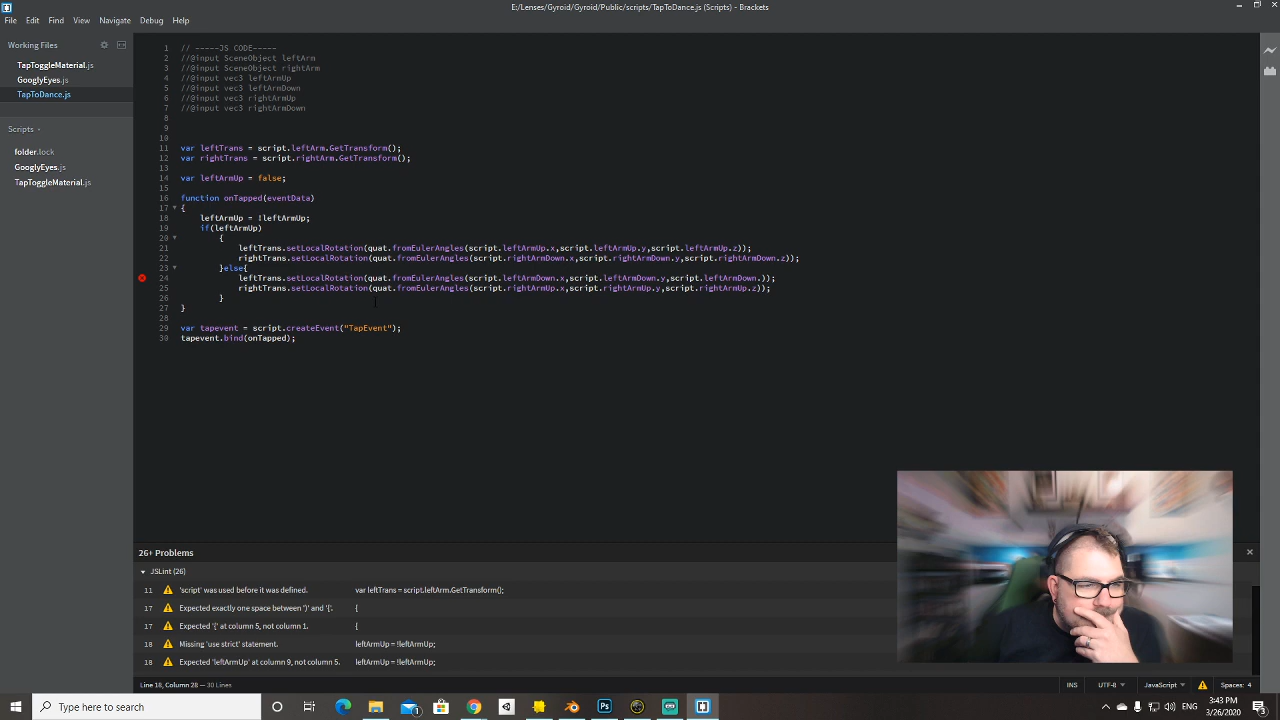 E:/Lenses/Gyroid/Gyroid/Public/scripts/TapToDance.js (Scripts) - Brackets
File Edit Find View Navigate Debug Help
Working Files
TapToggleMaterial.js
GooglyEyes.js
TapToDance.js
Scripts
folder.lock
GooglyEyes.js
TapToggleMaterial.js
1 // -----JS CODE-----
2 //@input SceneObject leftArm
3 //@input SceneObject rightArm
4 //@input vec3 leftArmUp
5 //@input vec3 leftArmDown
6 //@input vec3 rightArmUp
7 //@input vec3 rightArmDown
8
9
10
11 var leftTrans = script.leftArm.GetTransform();
12 var rightTrans = script.rightArm.GetTransform();
13
14 var leftArmUp = false;
15
16 function onTapped(eventData)
17 {
18 leftArmUp = !leftArmUp;
19 if(leftArmUp)
20 {
21 leftTrans.setLocalRotation(quat.fromEulerAngles(script.leftArmUp.x,script.leftArmUp.y,script.leftArmUp.z));
22 rightTrans.setLocalRotation(quat.fromEulerAngles(script.rightArmDown.x,script.rightArmDown.y,script.rightArmDown.z));
23 }else{
24 leftTrans.setLocalRotation(quat.fromEulerAngles(script.leftArmDown.x,script.leftArmDown.y,script.leftArmDown.));
25 rightTrans.setLocalRotation(quat.fromEulerAngles(script.rightArmUp.x,script.rightArmUp.y,script.rightArmUp.z));
26 }
27 }
28
29 var tapevent = script.createEvent("TapEvent");
30 tapevent.bind(onTapped);
26+ Problems
JSLint (26)
11 'script' was used before it was defined. var leftTrans = script.leftArm.GetTransform();
17 Expected exactly one space between ')' and '{'. {
17 Expected '{' at column 5, not column 1. {
18 Missing 'use strict' statement. leftArmUp = !leftArmUp;
18 Expected 'leftArmUp' at column 9, not column 5. leftArmUp = !leftArmUp;
Line 18, Column 28 — 30 Lines INS UTF-8 JavaScript Spaces: 4
Type here to search 1 ENG 3:43 PM
3/26/2020 2